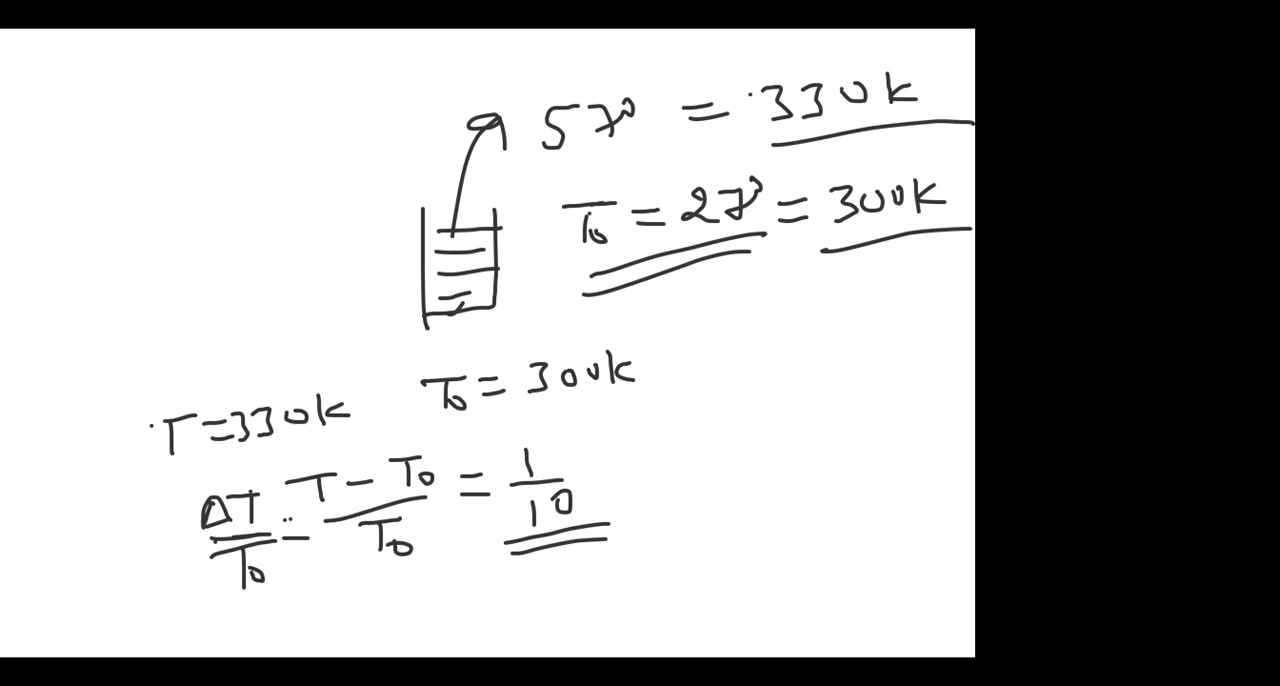 57° = 330k
T₀ = 27° = 300k
T₀ = 300k
T = 330k
ΔT/T₀ = (T - T₀)/T₀ = 1/10